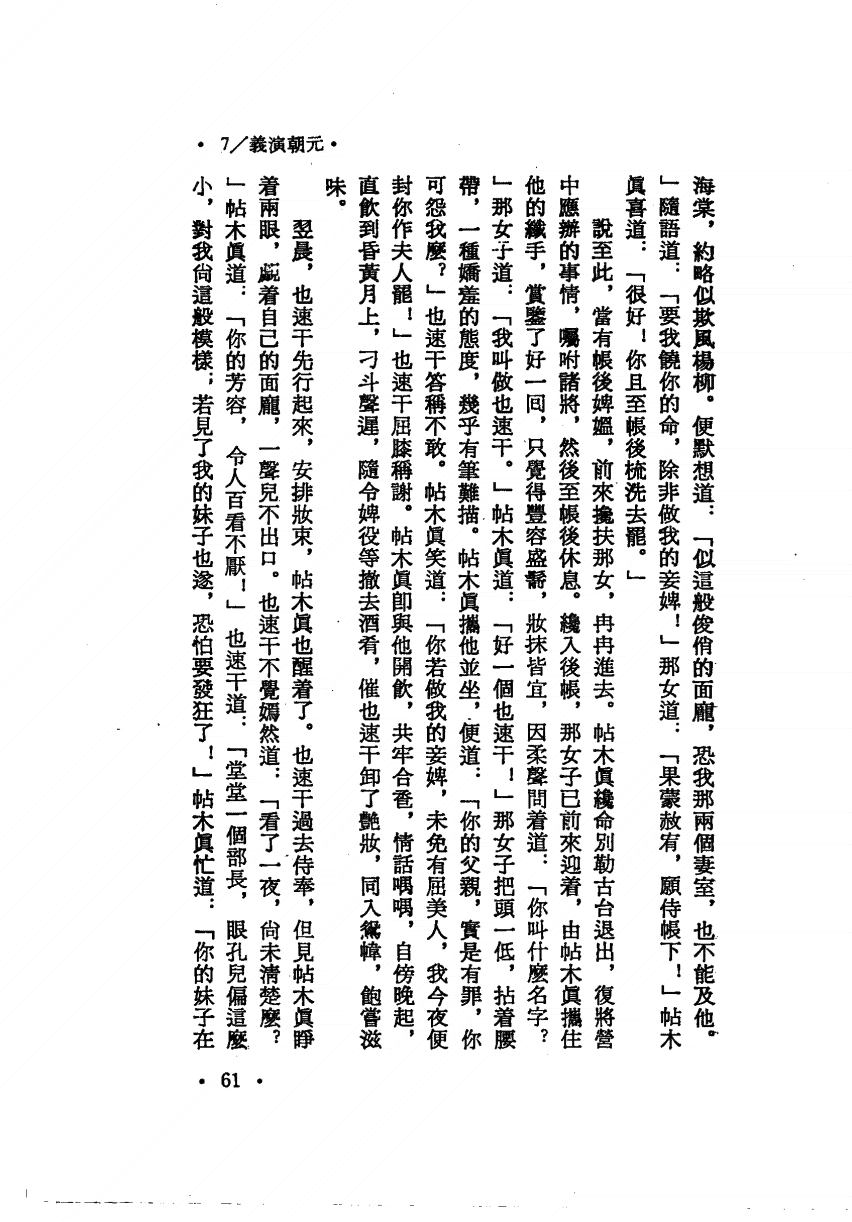 • 7／義演朝元 •
海棠，約略似欺風楊柳。便默想道：「似這般俊俏的面龐，恐我那兩個妻室，也不能及他。
」隨語道：「要我饒你的命，除非做我的妾婢！」那女道：「果蒙赦宥，願侍帳下！」帖木
眞喜道：「很好！你且至帳後梳洗去罷。」
說至此，當有帳後婢媼，前來攙扶那女，冉冉進去。帖木眞纔命別勒古台退出，復將營
中應辦的事情，囑咐諸將，然後至帳後休息。纔入後帳，那女子已前來迎着，由帖木眞攜住
他的纖手，賞鑒了好一回，只覺得豐容盛鬋，妝抹皆宜，因柔聲問着道：「你叫什麼名字？
」那女子道：「我叫做也速干。」帖木眞道：「好一個也速干！」那女子把頭一低，拈着腰
帶，一種嬌羞的態度，幾乎有筆難描。帖木眞攜他並坐，便道：「你的父親，實是有罪，你
可怨我麼？」也速干答稱不敢。帖木眞笑道：「你若做我的妾婢，未免有屈美人，我今夜便
封你作夫人罷！」也速干屈膝稱謝。帖木眞卽與他開飲，共牢合卺，情話喁喁，自傍晚起，
直飲到昏黃月上，刁斗聲遲，隨令婢役等撤去酒肴，催也速干卸了艷妝，同入鴛幃，飽嘗滋
味。
翌晨，也速干先行起來，安排妝束，帖木眞也醒着了。也速干過去侍奉，但見帖木眞睜
着兩眼，覷着自己的面龐，一聲兒不出口。也速干不覺嫣然道：「看了一夜，尙未清楚麼？
」帖木眞道：「你的芳容，令人百看不厭！」也速干道：「堂堂一個部長，眼孔兒偏這麼
小，對我尙這般模樣；若見了我的妹子也遂，恐怕要發狂了！」帖木眞忙道：「你的妹子在
• 61 •